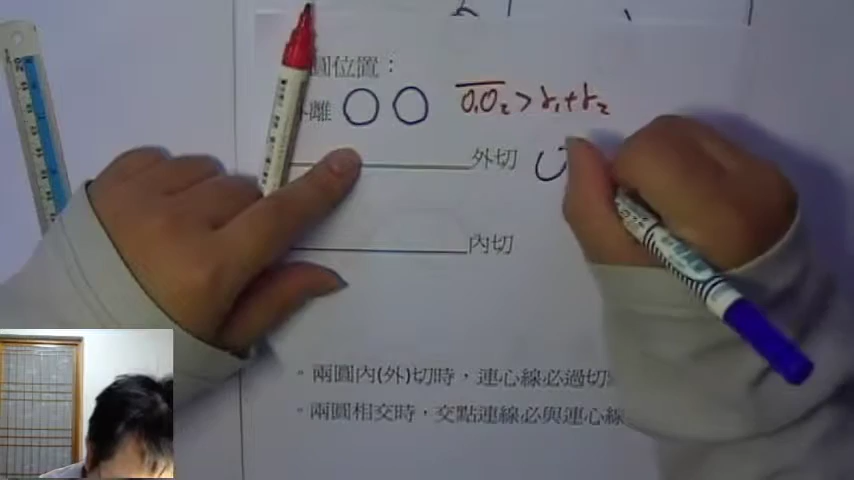 圓位置：
離 O₁O₂ > r₁+r₂
外切
內切
。兩圓內(外)切時，連心線必過切
。兩圓相交時，交點連線必與連心線